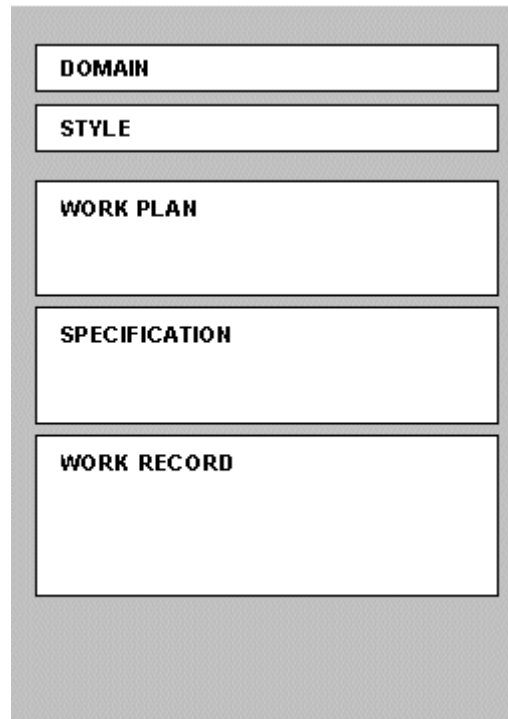 DOMAIN
STYLE
WORK PLAN
SPECIFICATION
WORK RECORD